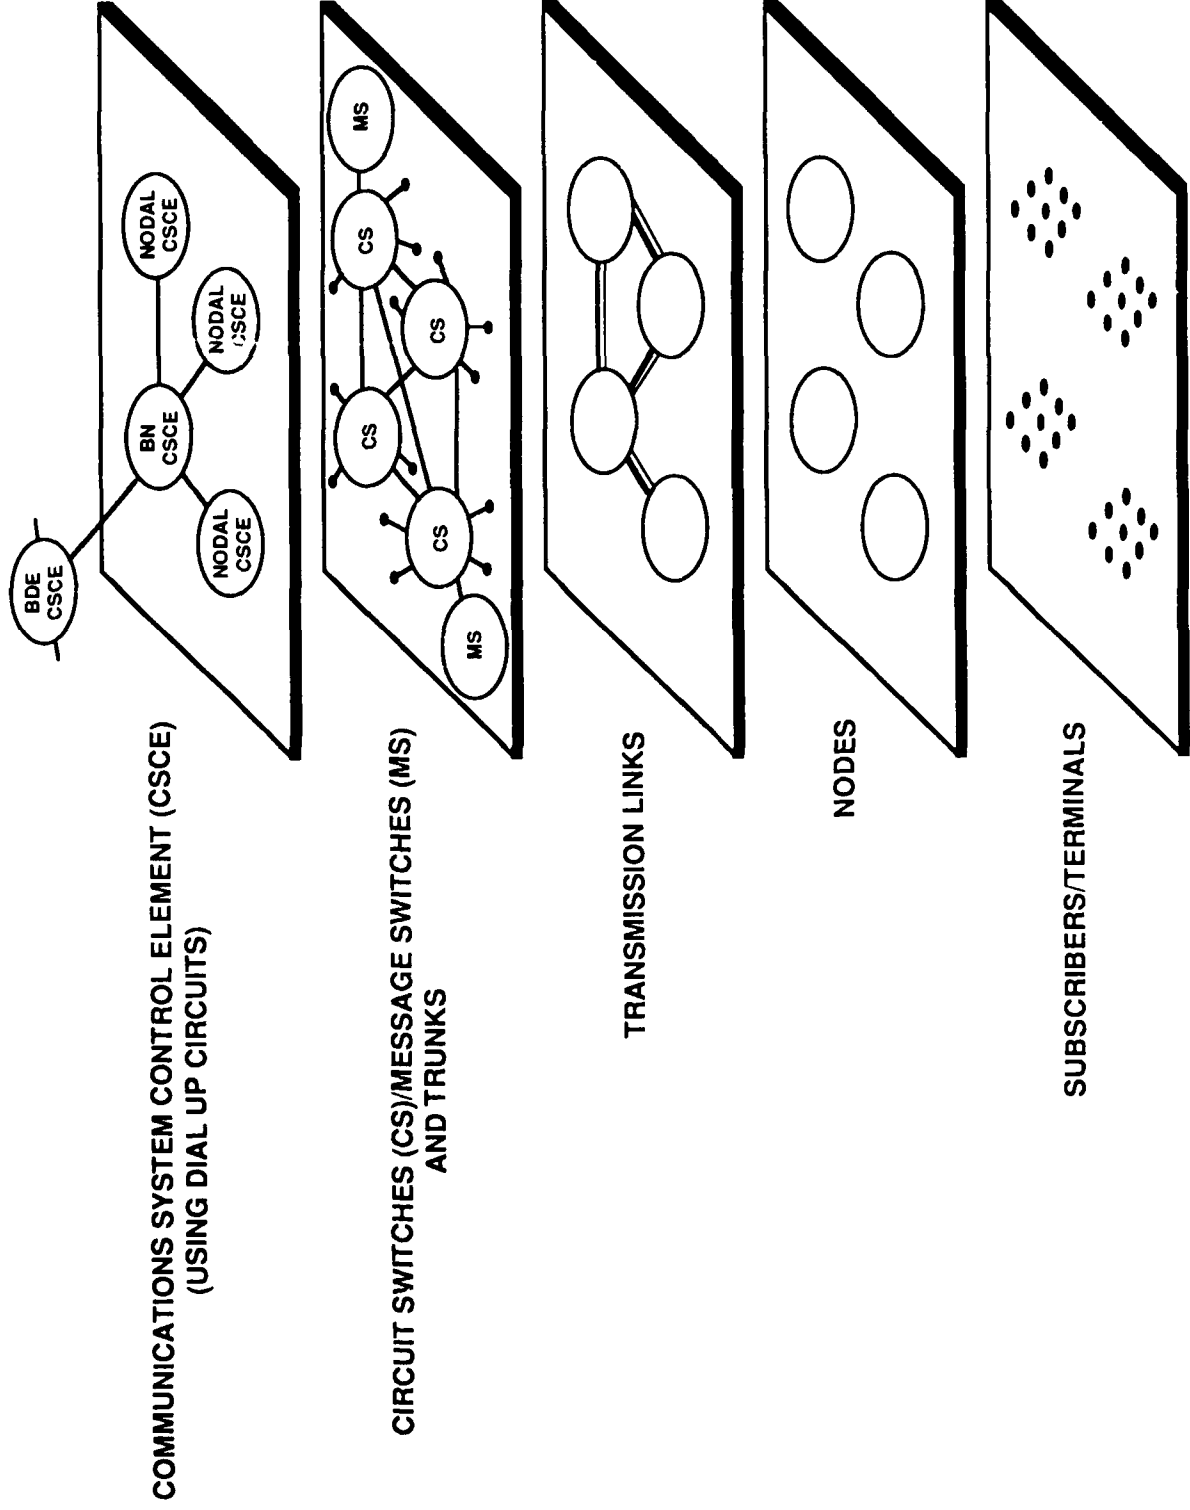 COMMUNICATIONS SYSTEM CONTROL ELEMENT (CSCE)
(USING DIAL UP CIRCUITS)
BDE
CSCE
NODAL
CSCE
BN
CSCE
NODAL
CSCE
NODAL
CSCE
CIRCUIT SWITCHES (CS)/MESSAGE SWITCHES (MS)
AND TRUNKS
MS
CS
CS
CS
CS
MS
TRANSMISSION LINKS
NODES
SUBSCRIBERS/TERMINALS